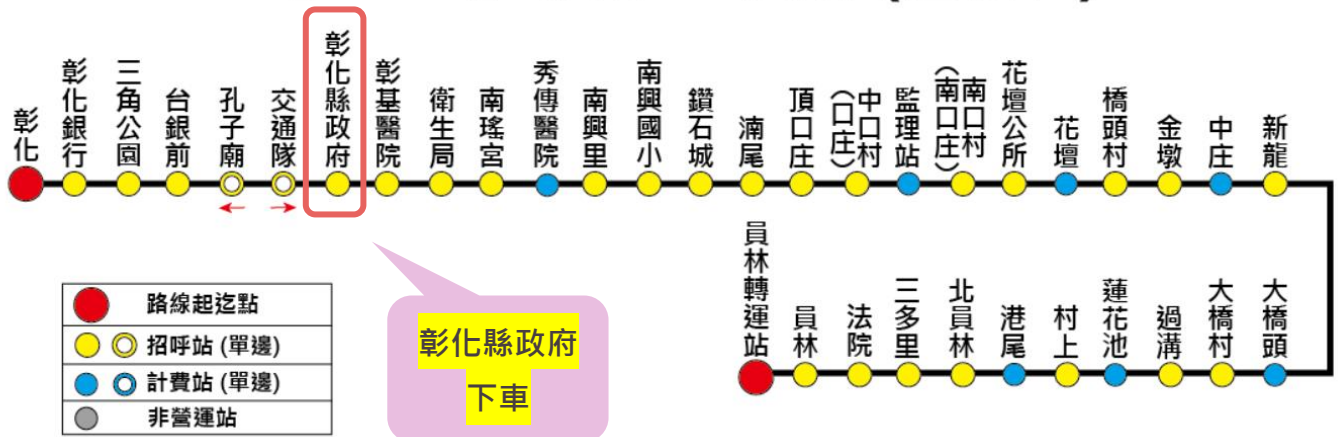 彰化
彰化銀行
三角公園
台銀前
孔子廟
交通隊
彰化縣政府
彰基醫院
衛生局
南瑤宮
秀傳醫院
南興里
南興國小
鑽石城
湳尾
頂口庄
中口村
(口庄)
監理站
南口村
(南口庄)
花壇公所
花壇
橋頭村
金墩
中庄
新龍
員林轉運站
員林
法院
三多里
北員林
港尾
村上
蓮花池
過溝
大橋村
大橋頭
路線起迄點
招呼站 (單邊)
計費站 (單邊)
非營運站
彰化縣政府
下車